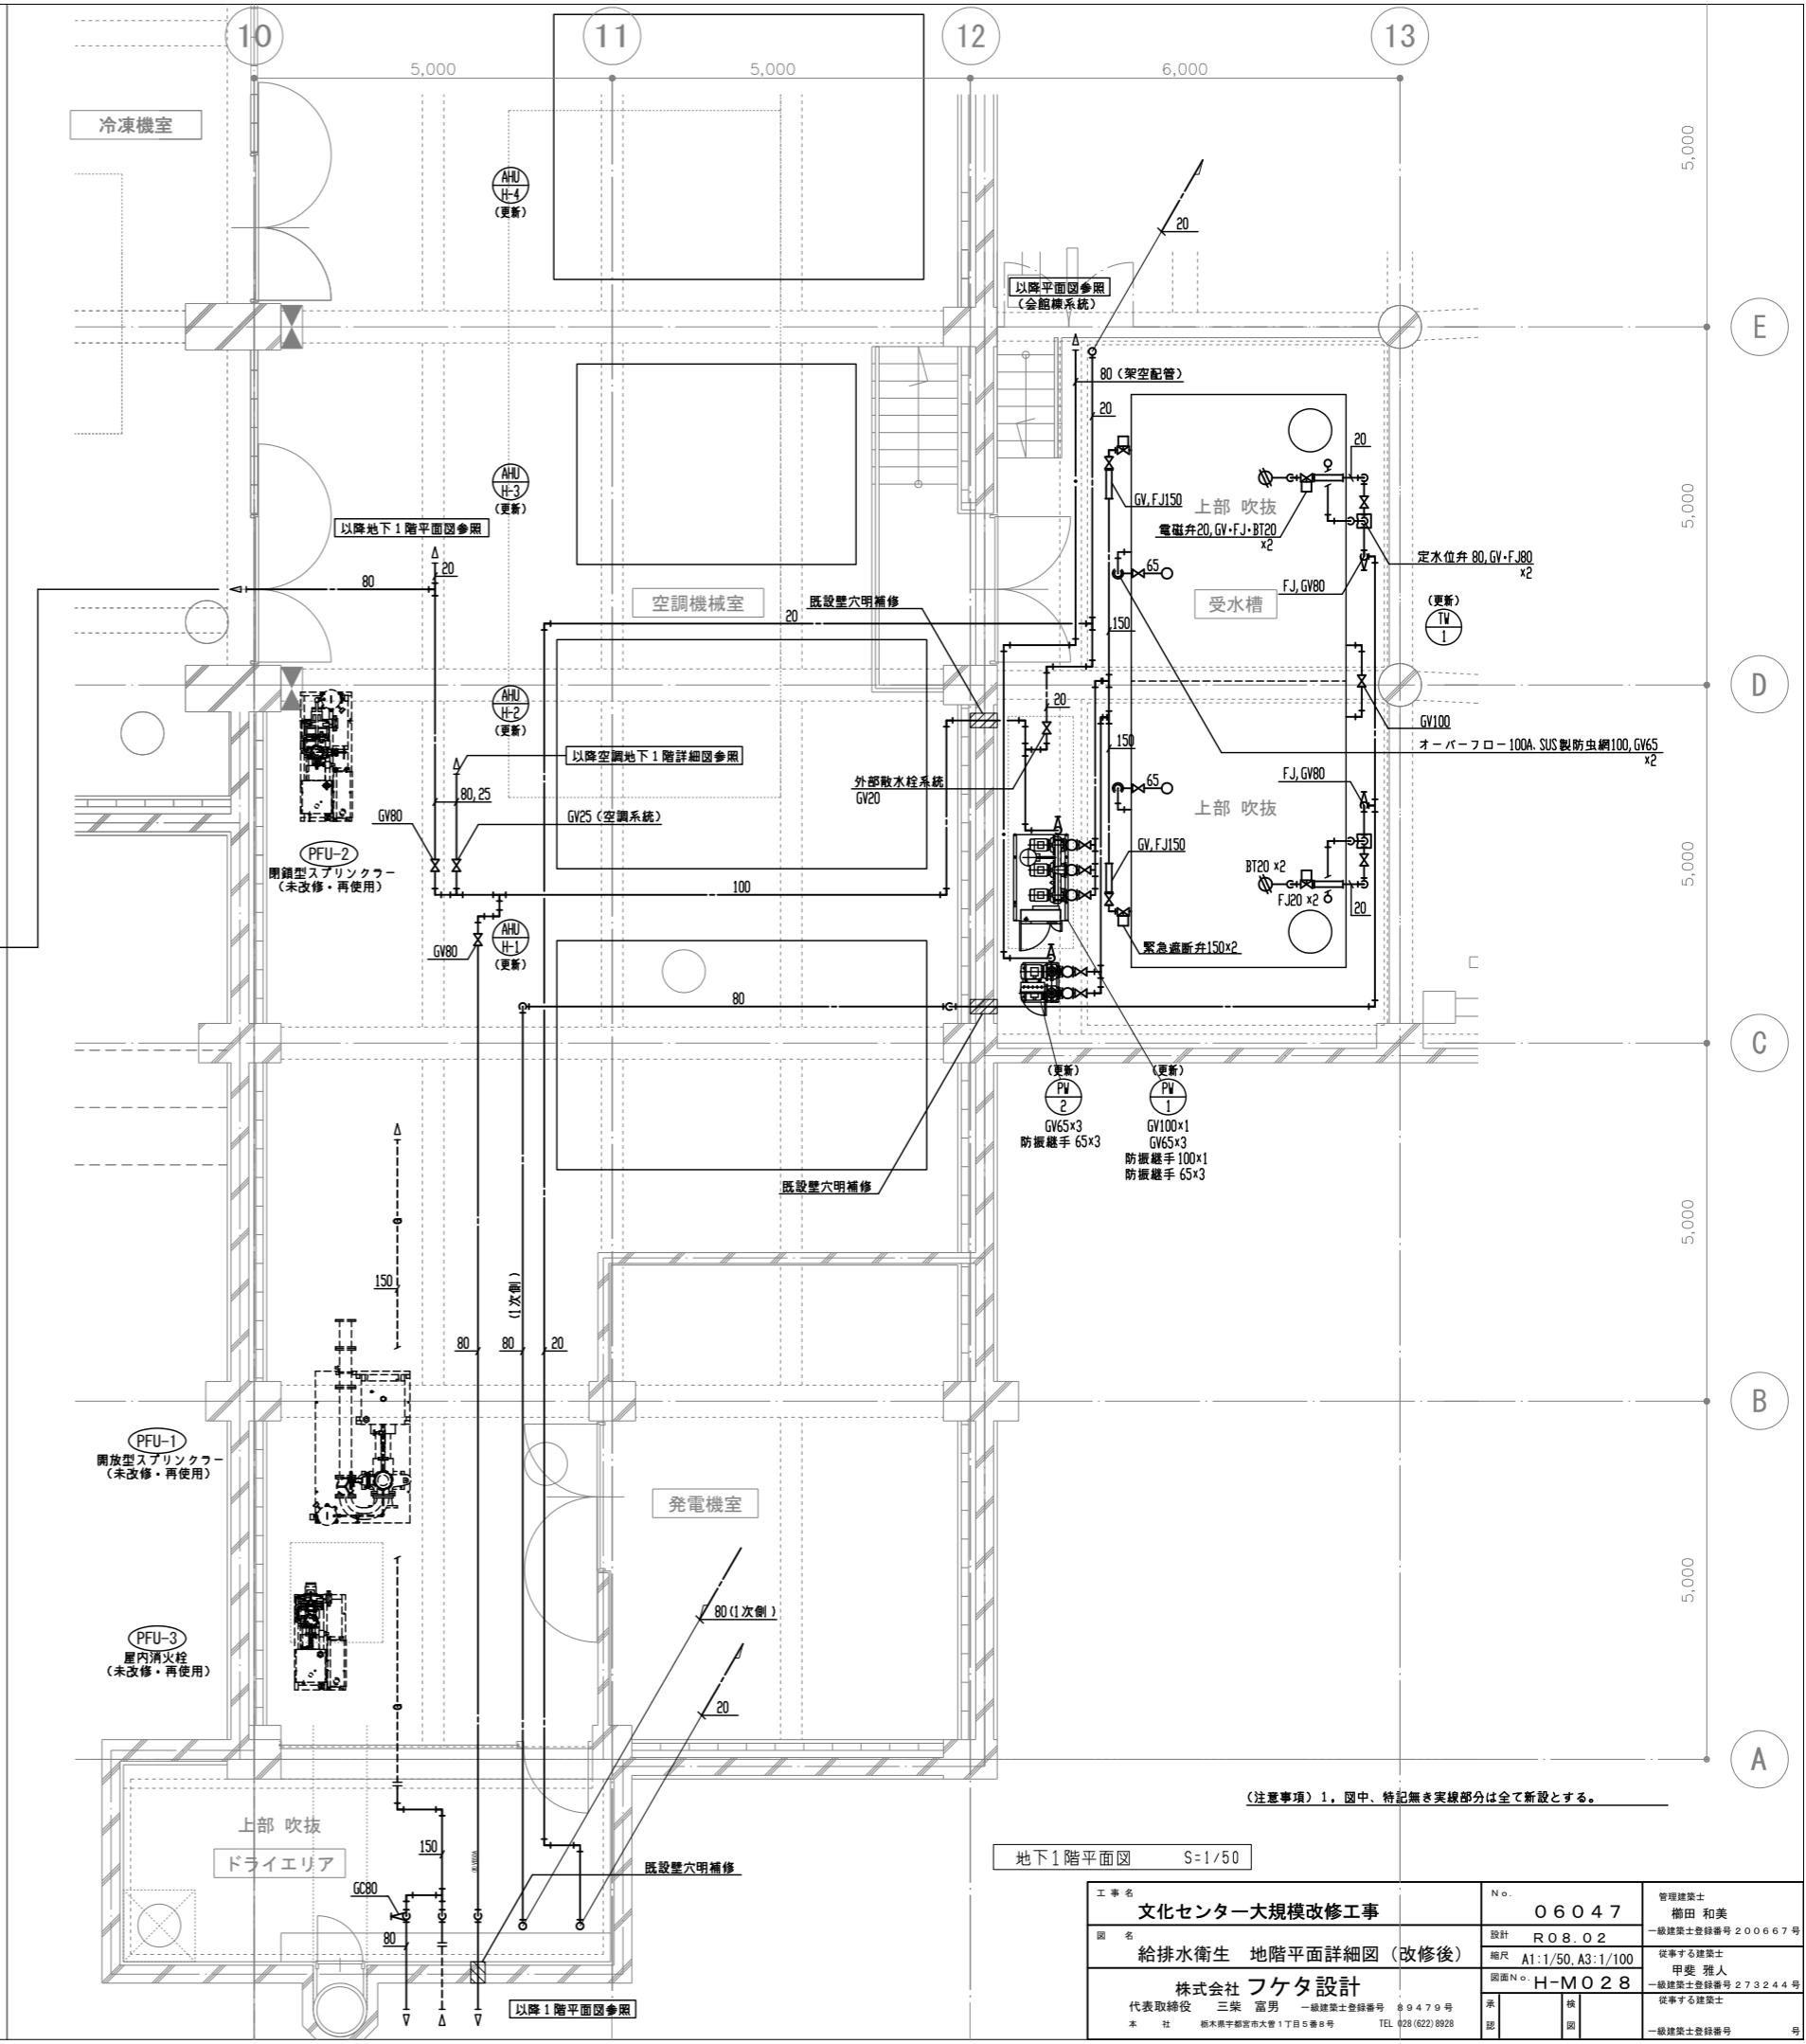 10
11
12
13
5,000
5,000
6,000
冷凍機室
AHU
H-4
(更新)
5,000
20
以降平面図参照
(会館棟系統)
E
80 (架空配管)
20
20
AHU
H-3
(更新)
GV,FJ150
上部 吹抜
電磁弁20,GV・FJ・BT20
x2
5,000
以降地下1階平面図参照
定水位弁 80,GV・FJ80
x2
20
80
65
FJ,GV80
空調機械室
既設壁穴明補修
受水槽
(更新)
TW
1
20
150
D
AHU
H-2
(更新)
20
GV100
150
オーバーフロー100A、SUS製防虫網100,GV65
x2
以降空調地下1階詳細図参照
外部散水栓系統
GV20
65
FJ,GV80
80,25
上部 吹抜
GV80
GV25 (空調系統)
PFU-2
閉鎖型スプリンクラー
(未改修・再使用)
GV,FJ150
5,000
BT20 x2
FJ20 x2
20
100
AHU
H-1
(更新)
GV80
緊急遮断弁150x2
80
C
(更新)
PW
2
GV65x3
防振継手 65x3
(更新)
PW
1
GV100x1
GV65x3
防振継手 100x1
防振継手 65x3
既設壁穴明補修
5,000
150
(1次側)
80
80
20
B
PFU-1
開放型スプリンクラー
(未改修・再使用)
発電機室
5,000
80(1次側)
PFU-3
屋内消火栓
(未改修・再使用)
20
A
(注意事項) 1. 図中、特記無き実線部分は全て新設とする。
上部 吹抜
ドライエリア
150
既設壁穴明補修
GC80
80
以降1階平面図参照
地下1階平面図 S=1/50
工事名
文化センター大規模改修工事
図名
給排水衛生 地階平面詳細図(改修後)
株式会社 フケタ設計
代表取締役 三柴 富男 一級建築士登録番号 89479号
本社 栃木県宇都宮市大曽1丁目5番8号 TEL 028(622)8928
No. 06047
設計 R08.02
縮尺 A1:1/50,A3:1/100
図面No. H-M028
承認
検図
管理建築士
櫛田 和美
一級建築士登録番号 200667号
従事する建築士
甲斐 雅人
一級建築士登録番号 273244号
従事する建築士
一級建築士登録番号 号